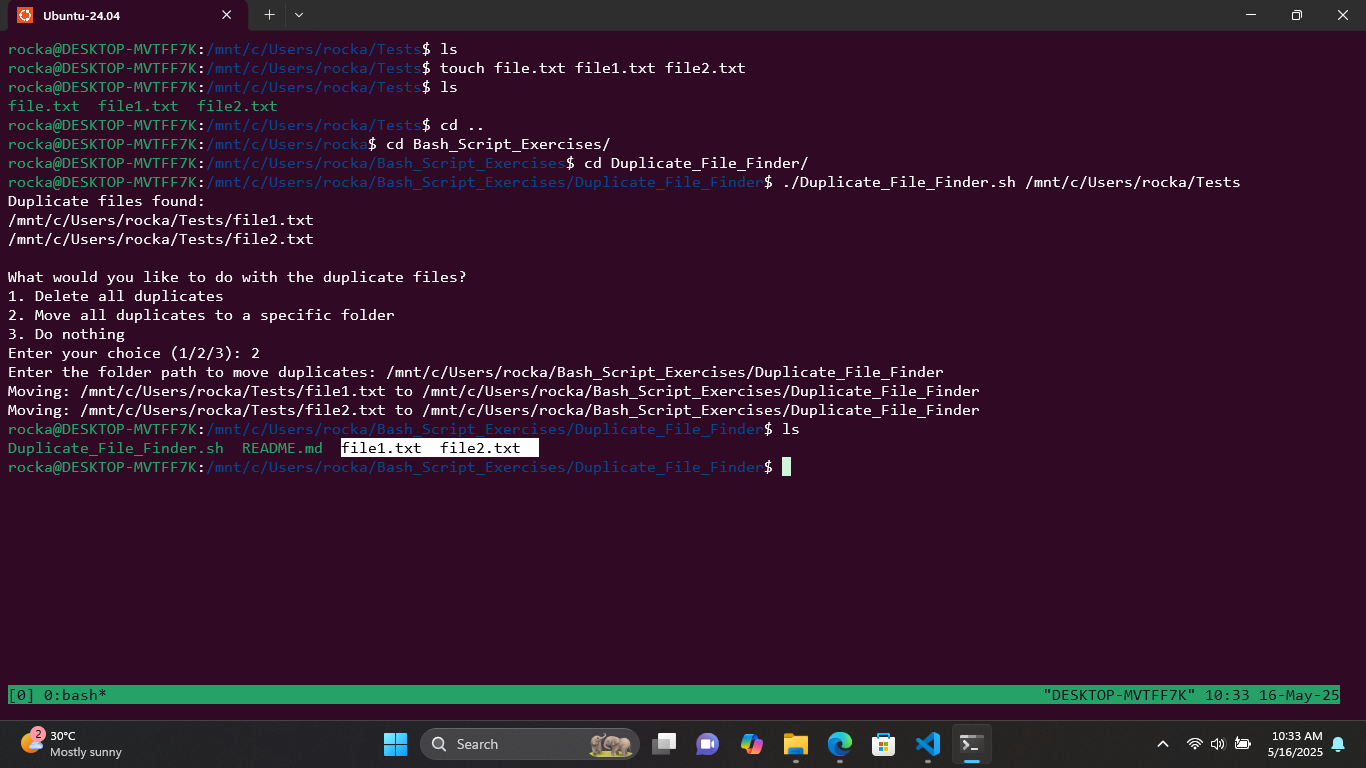 Ubuntu-24.04
rocka@DESKTOP-MVTFF7K:/mnt/c/Users/rocka/Tests$ ls
rocka@DESKTOP-MVTFF7K:/mnt/c/Users/rocka/Tests$ touch file.txt file1.txt file2.txt
rocka@DESKTOP-MVTFF7K:/mnt/c/Users/rocka/Tests$ ls
file.txt  file1.txt  file2.txt
rocka@DESKTOP-MVTFF7K:/mnt/c/Users/rocka/Tests$ cd ..
rocka@DESKTOP-MVTFF7K:/mnt/c/Users/rocka$ cd Bash_Script_Exercises/
rocka@DESKTOP-MVTFF7K:/mnt/c/Users/rocka/Bash_Script_Exercises$ cd Duplicate_File_Finder/
rocka@DESKTOP-MVTFF7K:/mnt/c/Users/rocka/Bash_Script_Exercises/Duplicate_File_Finder$ ./Duplicate_File_Finder.sh /mnt/c/Users/rocka/Tests
Duplicate files found:
/mnt/c/Users/rocka/Tests/file1.txt
/mnt/c/Users/rocka/Tests/file2.txt
What would you like to do with the duplicate files?
1. Delete all duplicates
2. Move all duplicates to a specific folder
3. Do nothing
Enter your choice (1/2/3): 2
Enter the folder path to move duplicates: /mnt/c/Users/rocka/Bash_Script_Exercises/Duplicate_File_Finder
Moving: /mnt/c/Users/rocka/Tests/file1.txt to /mnt/c/Users/rocka/Bash_Script_Exercises/Duplicate_File_Finder
Moving: /mnt/c/Users/rocka/Tests/file2.txt to /mnt/c/Users/rocka/Bash_Script_Exercises/Duplicate_File_Finder
rocka@DESKTOP-MVTFF7K:/mnt/c/Users/rocka/Bash_Script_Exercises/Duplicate_File_Finder$ ls
Duplicate_File_Finder.sh  README.md  file1.txt  file2.txt
rocka@DESKTOP-MVTFF7K:/mnt/c/Users/rocka/Bash_Script_Exercises/Duplicate_File_Finder$
[0] 0:bash* "DESKTOP-MVTFF7K" 10:33 16-May-25
2
30°C
Mostly sunny
Search
10:33 AM
5/16/2025